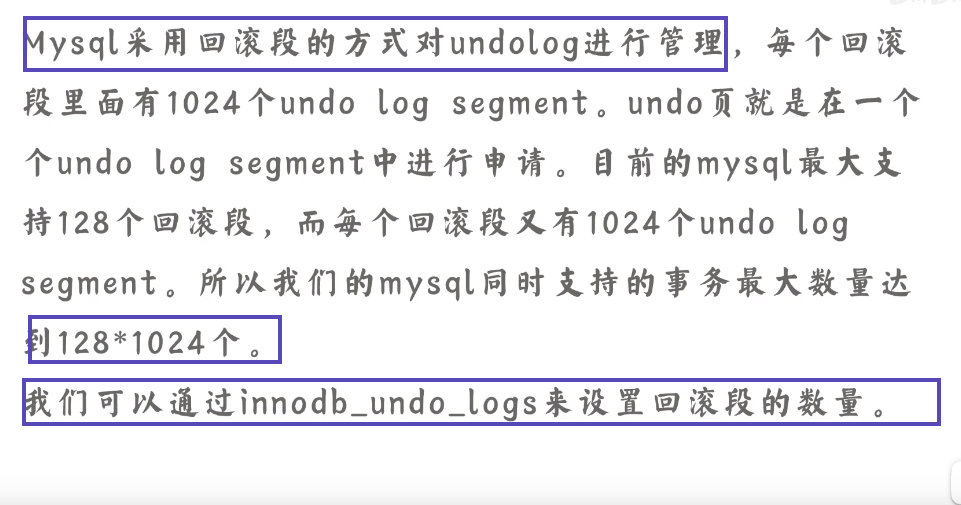 Mysql采用回滚段的方式对undolog进行管理，每个回滚
段里面有1024个undo log segment。undo页就是在一个
个undo log segment中进行申请。目前的mysql最大支
持128个回滚段，而每个回滚段又有1024个undo log
segment。所以我们的mysql同时支持的事务最大数量达
到128*1024个。
我们可以通过innodb_undo_logs来设置回滚段的数量。